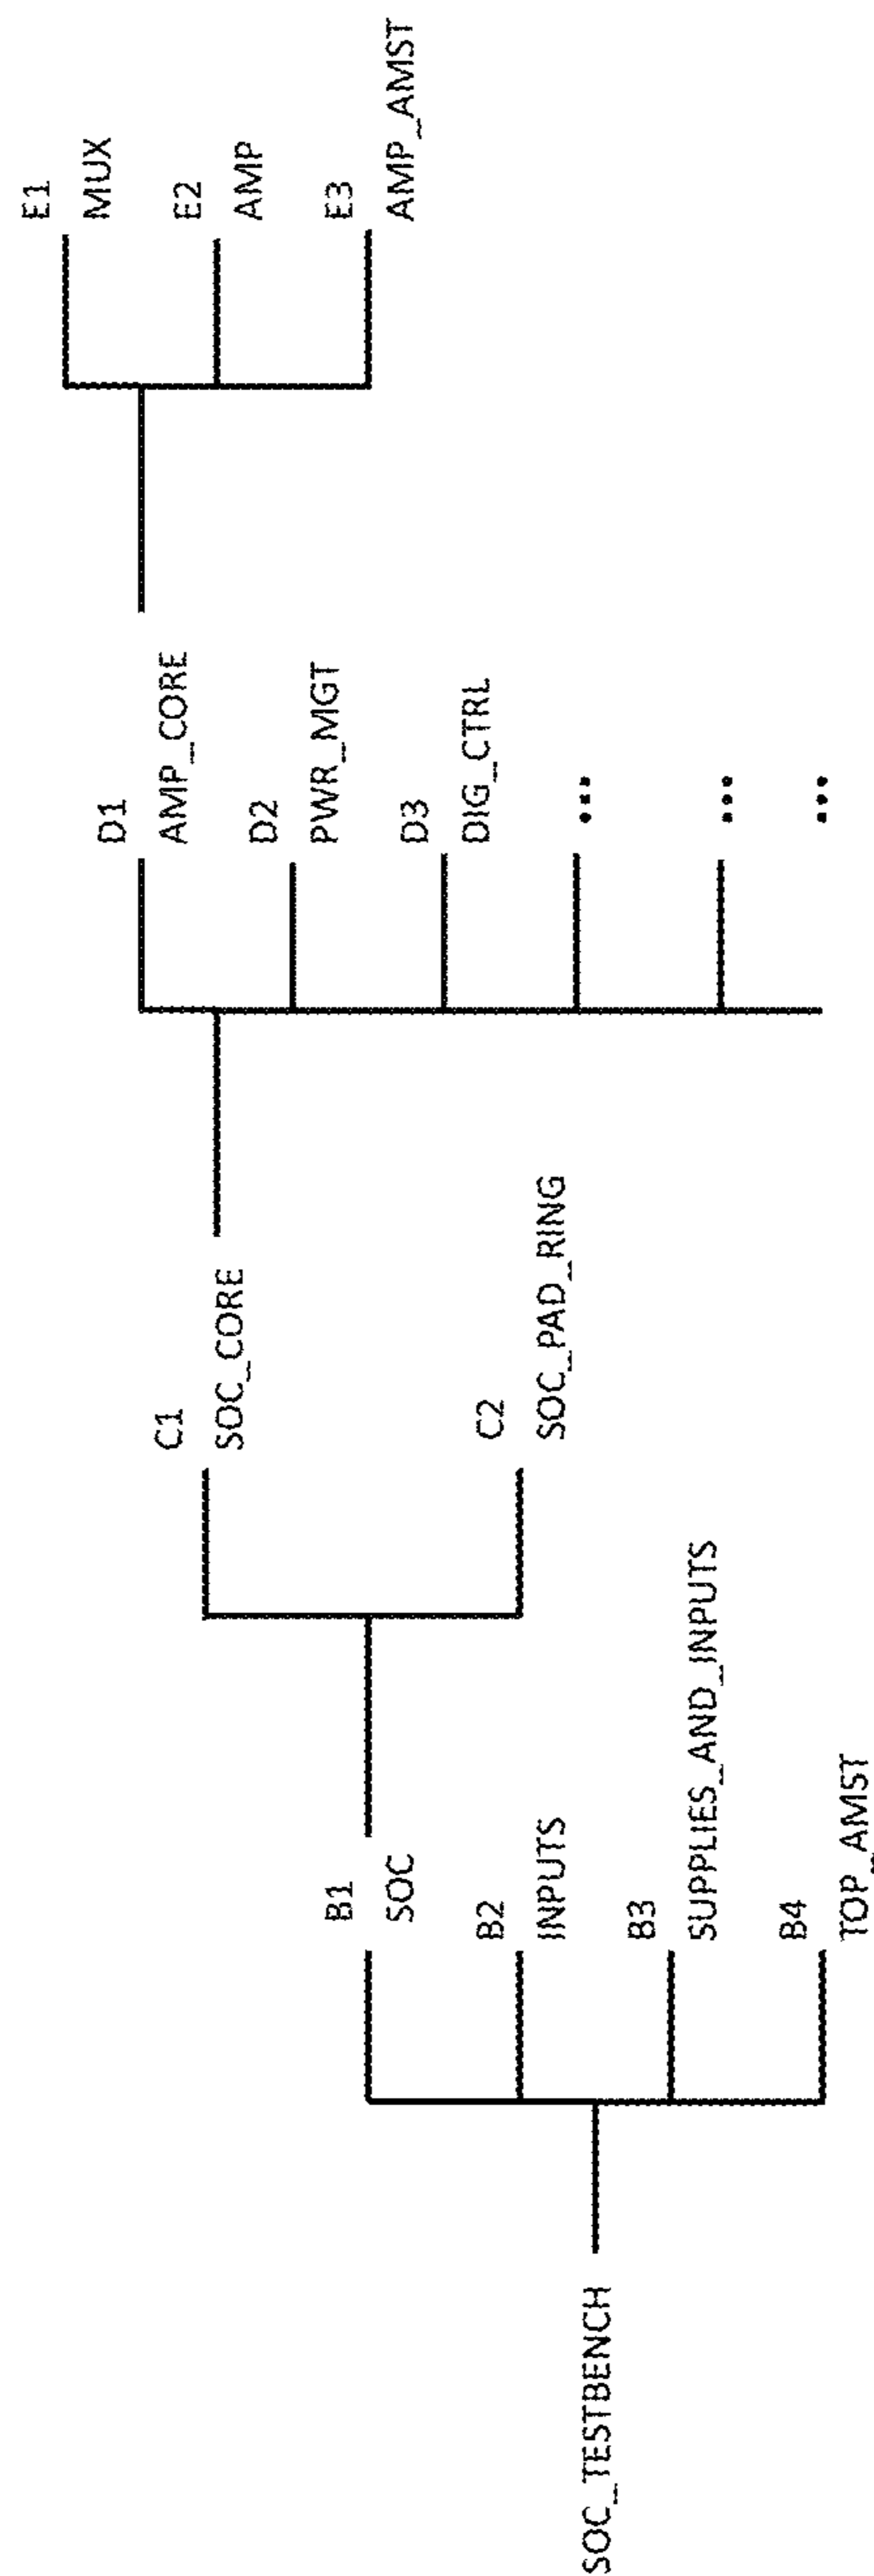 SOC_TESTBENCH
B1
SOC
B2
INPUTS
B3
SUPPLIES_AND_INPUTS
B4
TOP_AMST
C1
SOC_CORE
C2
SOC_PAD_RING
D1
AMP_CORE
D2
PWR_MGT
D3
DIG_CTRL
...
...
...
E1
MUX
E2
AMP
E3
AMP_AMST